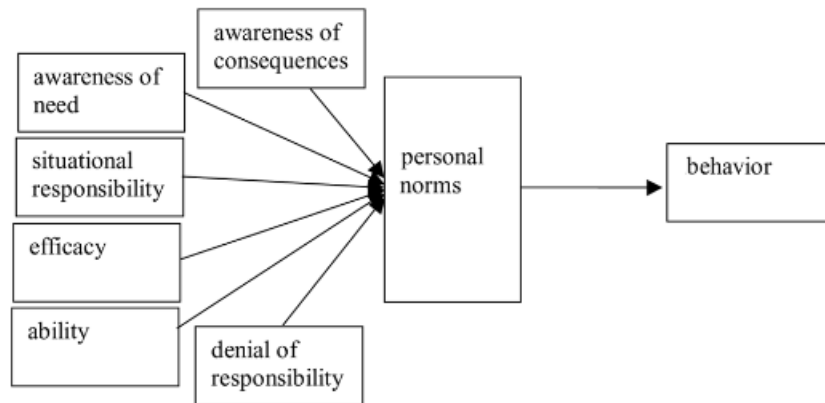 awareness of
consequences
awareness of
need
situational
responsibility
efficacy
ability
denial of
responsibility
personal
norms
behavior